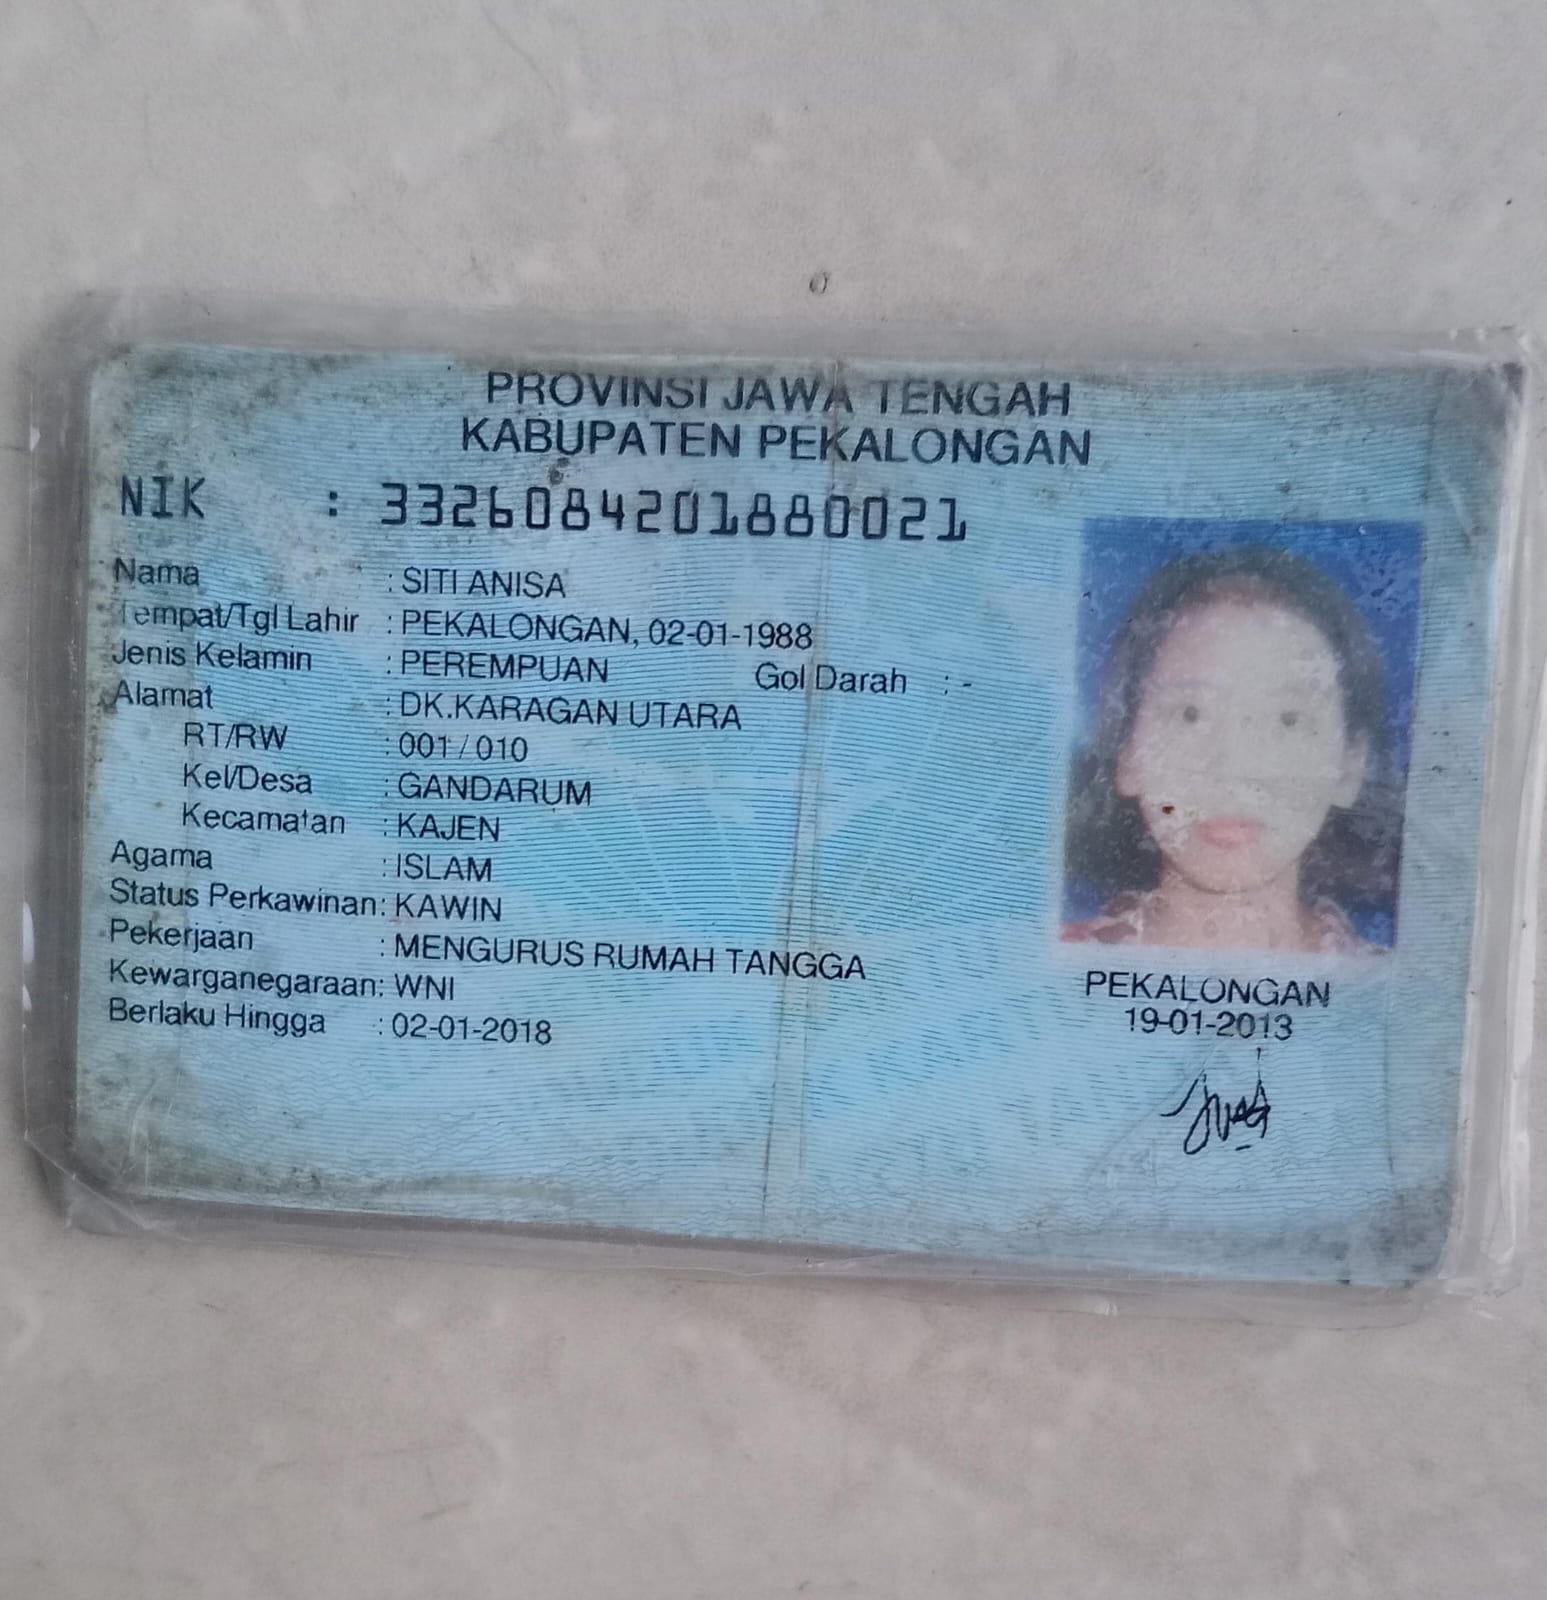 PROVINSI JAWA TENGAH
KABUPATEN PEKALONGAN
NIK : 3326084201880021
Nama : SITI ANISA
Tempat/Tgl Lahir : PEKALONGAN, 02-01-1988
Jenis Kelamin : PEREMPUAN Gol Darah : -
Alamat : DK.KARAGAN UTARA
RT/RW : 001 / 010
Kel/Desa : GANDARUM
Kecamatan : KAJEN
Agama : ISLAM
Status Perkawinan: KAWIN
Pekerjaan : MENGURUS RUMAH TANGGA
Kewarganegaraan: WNI
Berlaku Hingga : 02-01-2018
PEKALONGAN
19-01-2013